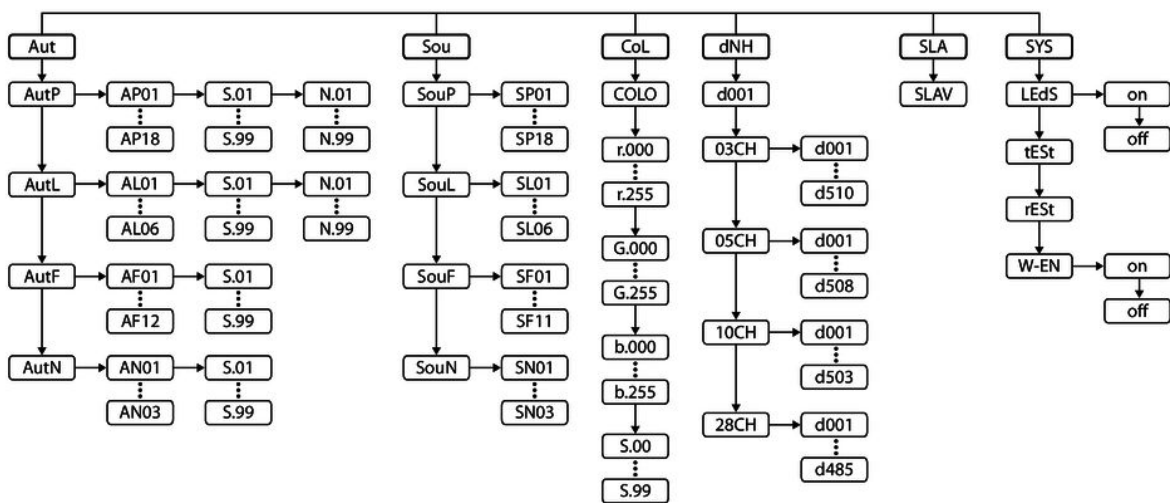 Aut Sou CoL dNH SLA SYS
AutP AP01 S.01 N.01 SouP SP01 COLO d001 SLAV LEdS on
AP18 S.99 N.99 SP18 off
r.000 03CH d001 tESt
r.255 d510
AutL AL01 S.01 N.01 SouL SL01 rESt
AL06 S.99 N.99 SL06
G.000 05CH d001
W-EN on
AutF AF01 S.01 SouF SF01
G.255 d508
AF12 S.99 SF11 off
b.000 10CH d001
AutN AN01 S.01 SouN SN01
b.255 d503
AN03 S.99 SN03
S.00 28CH d001
S.99 d485